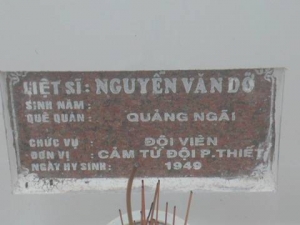 LIỆT SĨ: NGUYỄN VĂN DỠ
SINH NĂM :
QUÊ QUÁN : QUẢNG NGÃI
CHỨC VỤ : ĐỘI VIÊN
ĐƠN VỊ : CẢM TỬ ĐỘI P.THIẾT
NGÀY HY SINH: 1949